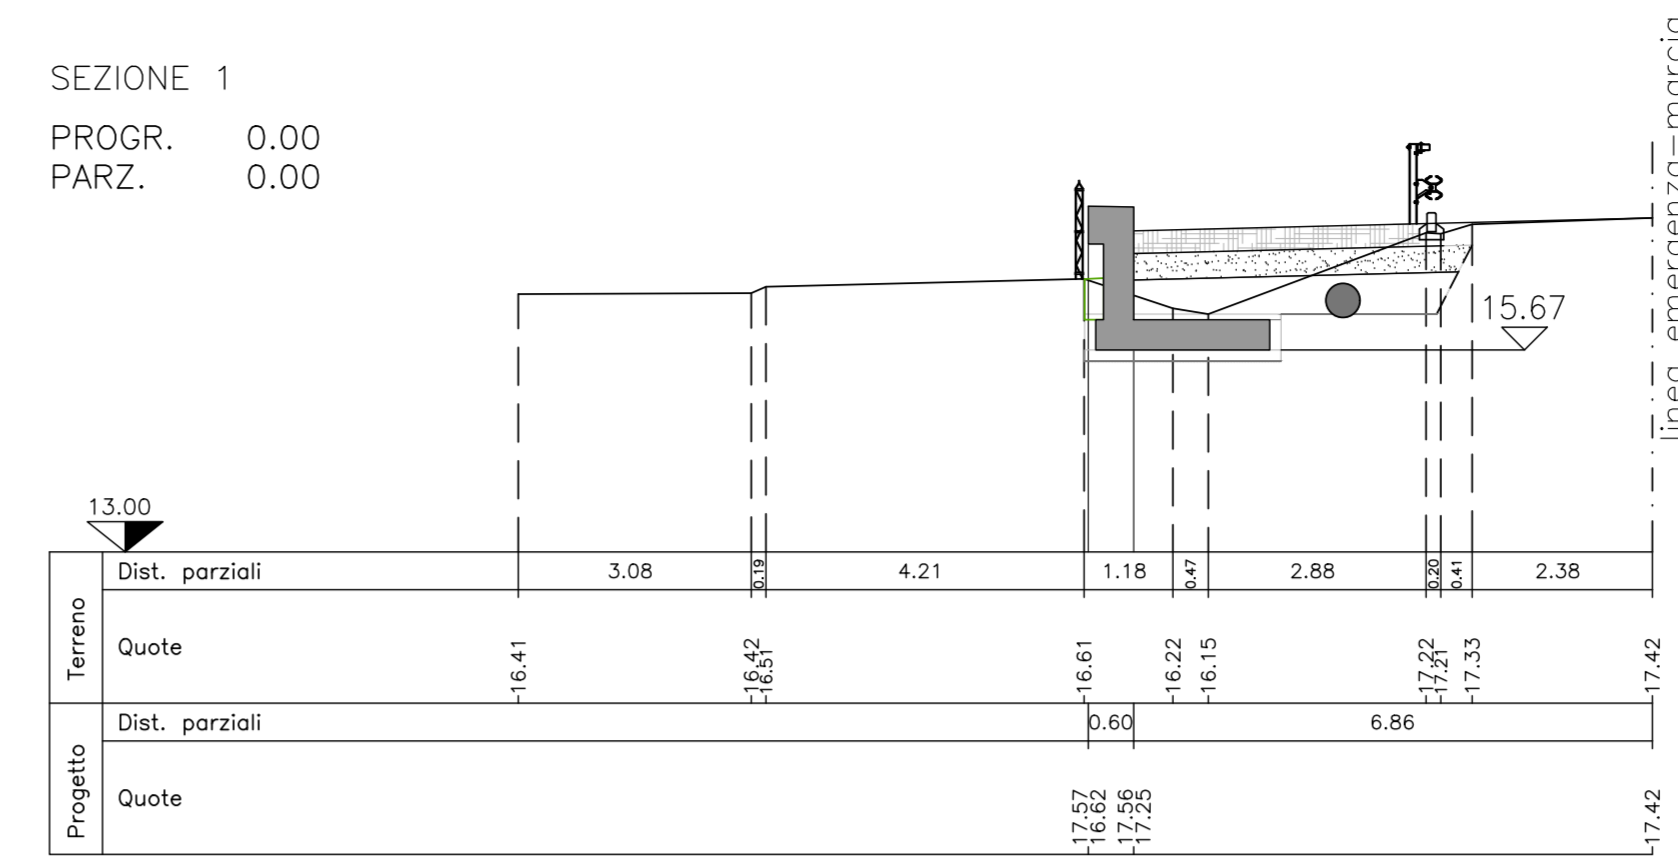 SEZIONE 1
PROGR. 0.00
PARZ. 0.00
linea emergenza-marcia
15.67
13.00
Terreno
Dist. parziali 3.08 0.19 4.21 1.18 0.47 2.88 0.20 0.41 2.38
Quote 16.41 16.42 16.51 16.61 16.22 16.15 17.22 17.21 17.33 17.42
Progetto
Dist. parziali 0.60 6.86
Quote 17.57 16.62 17.56 17.25 17.42